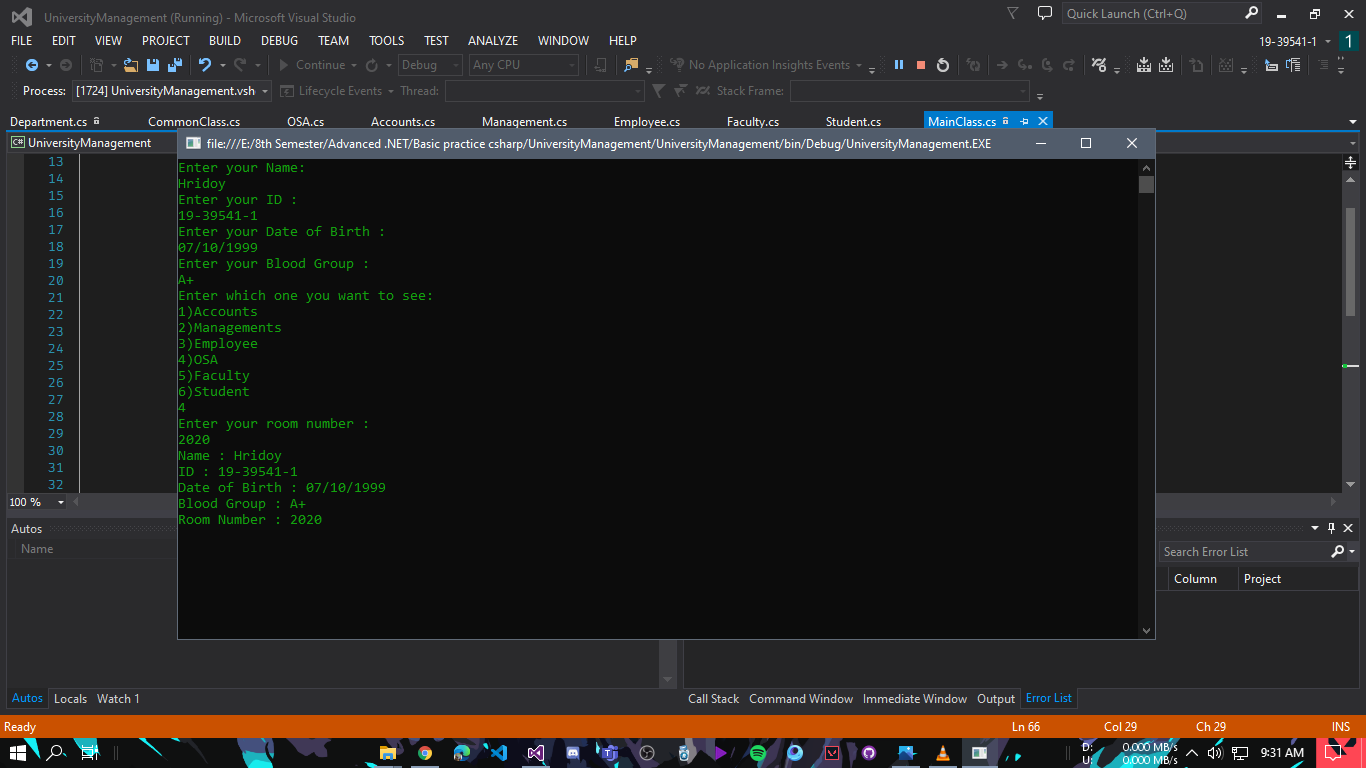 UniversityManagement (Running) - Microsoft Visual Studio
Quick Launch (Ctrl+Q)
FILE EDIT VIEW PROJECT BUILD DEBUG TEAM TOOLS TEST ANALYZE WINDOW HELP
19-39541-1 1
Continue Debug Any CPU No Application Insights Events
Process: [1724] UniversityManagement.vsh Lifecycle Events Thread: Stack Frame:
Department.cs CommonClass.cs OSA.cs Accounts.cs Management.cs Employee.cs Faculty.cs Student.cs MainClass.cs
UniversityManagement
file:///E:/8th Semester/Advanced .NET/Basic practice csharp/UniversityManagement/UniversityManagement/bin/Debug/UniversityManagement.EXE
13
14
15
16
17
18
19
20
21
22
23
24
25
26
27
28
29
30
31
32
Enter your Name:
Hridoy
Enter your ID :
19-39541-1
Enter your Date of Birth :
07/10/1999
Enter your Blood Group :
A+
Enter which one you want to see:
1)Accounts
2)Managements
3)Employee
4)OSA
5)Faculty
6)Student
4
Enter your room number :
2020
Name : Hridoy
ID : 19-39541-1
Date of Birth : 07/10/1999
Blood Group : A+
Room Number : 2020
100 %
Autos
Name
Search Error List
Column Project
Autos Locals Watch 1
Call Stack Command Window Immediate Window Output Error List
Ready Ln 66 Col 29 Ch 29 INS
D: 0.000 MB/s
U: 0.000 MB/s
9:31 AM